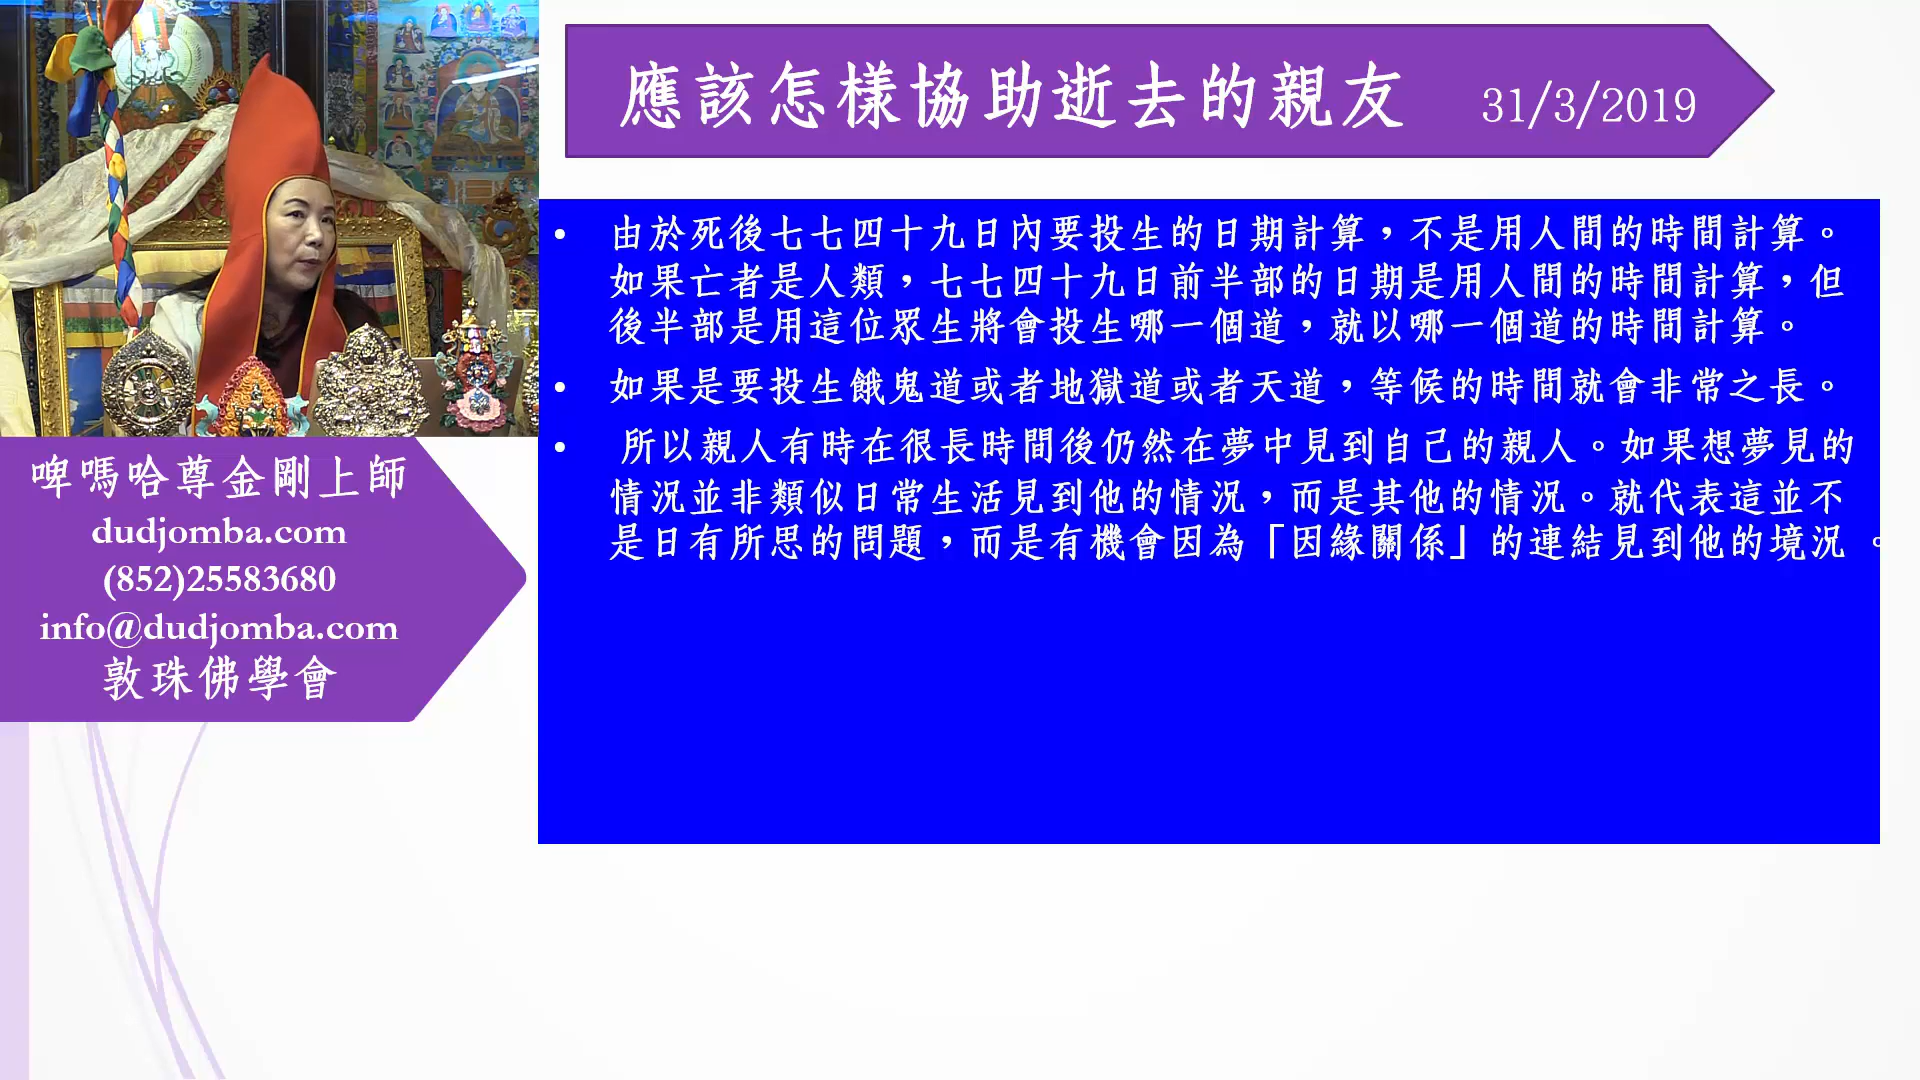 應該怎樣協助逝去的親友 31/3/2019
由於死後七七四十九日內要投生的日期計算，不是用人間的時間計算。
如果亡者是人類，七七四十九日前半部的日期是用人間的時間計算，但
後半部是用這位眾生將會投生哪一個道，就以哪一個道的時間計算。
如果是要投生餓鬼道或者地獄道或者天道，等候的時間就會非常之長。
所以親人有時在很長時間後仍然在夢中見到自己的親人。如果想夢見的
情況並非類似日常生活見到他的情況，而是其他的情況。就代表這並不
是日有所思的問題，而是有機會因為「因緣關係」的連結見到他的境況 。
啤嗎哈尊金剛上師
dudjomba.com
(852)25583680
info@dudjomba.com
敦珠佛學會